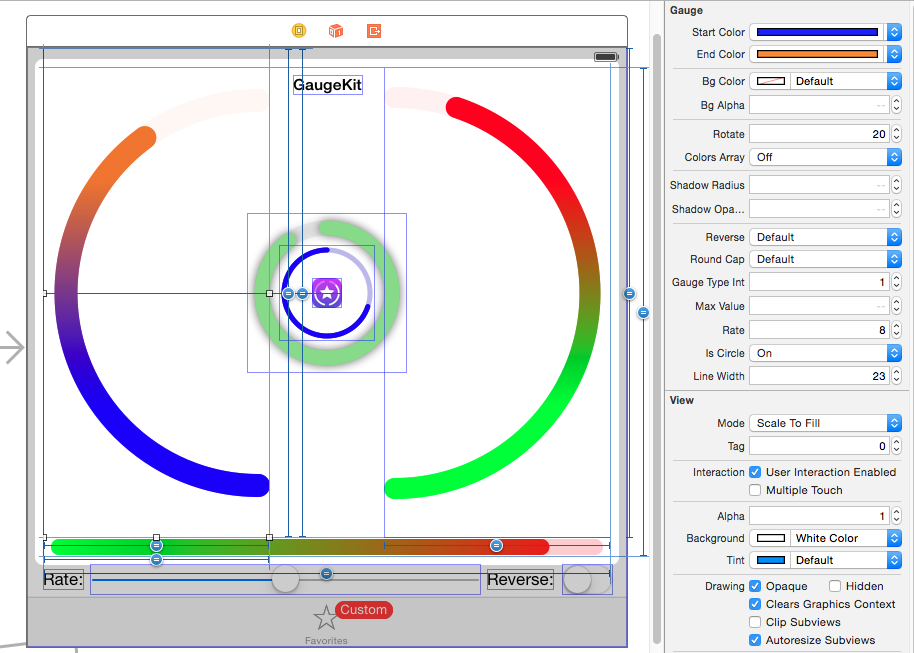 GaugeKit
Rate:
Reverse:
Custom
Favorites
Gauge
Start Color
End Color
Bg Color Default
Bg Alpha --
Rotate 20
Colors Array Off
Shadow Radius --
Shadow Opa... --
Reverse Default
Round Cap Default
Gauge Type Int 1
Max Value --
Rate 8
Is Circle On
Line Width 23
View
Mode Scale To Fill
Tag 0
Interaction User Interaction Enabled
Multiple Touch
Alpha 1
Background White Color
Tint Default
Drawing Opaque Hidden
Clears Graphics Context
Clip Subviews
Autoresize Subviews